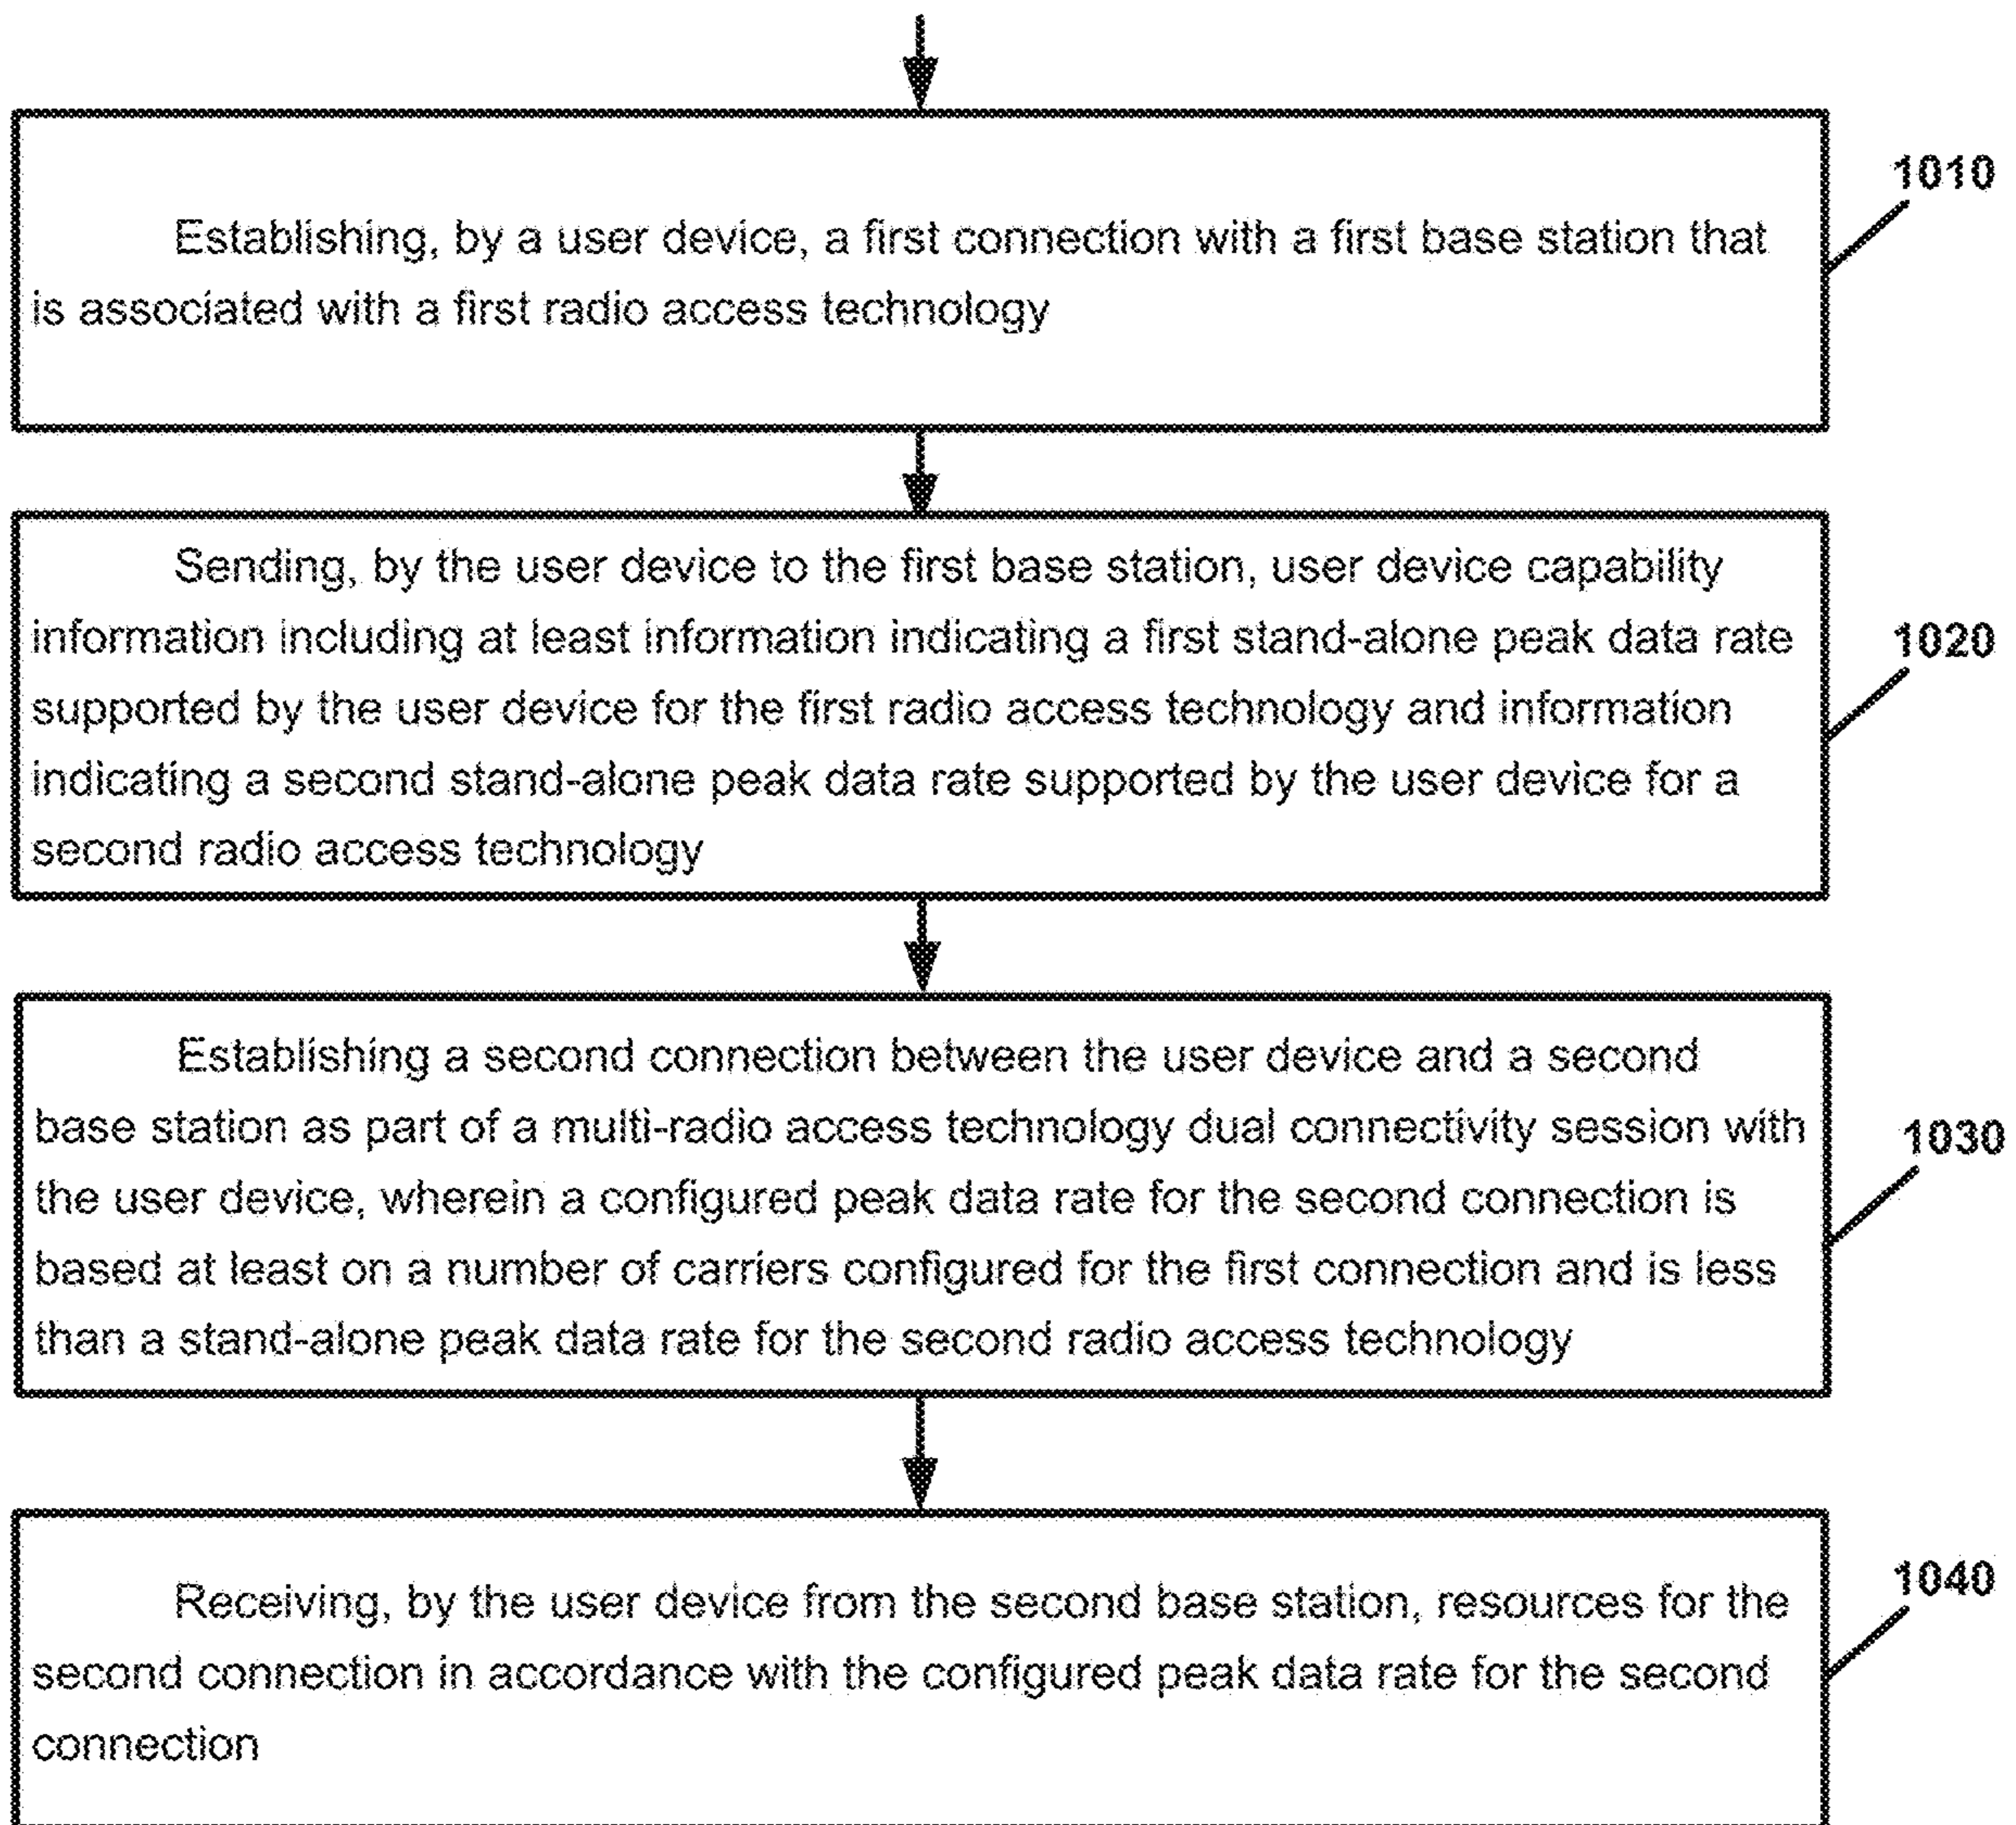 1010
Establishing, by a user device, a first connection with a first base station that
is associated with a first radio access technology
Sending, by the user device to the first base station, user device capability
information including at least information indicating a first stand-alone peak data rate
supported by the user device for the first radio access technology and information
indicating a second stand-alone peak data rate supported by the user device for a
second radio access technology
1020
Establishing a second connection between the user device and a second
base station as part of a multi-radio access technology dual connectivity session with
the user device, wherein a configured peak data rate for the second connection is
based at least on a number of carriers configured for the first connection and is less
than a stand-alone peak data rate for the second radio access technology
1030
Receiving, by the user device from the second base station, resources for the
second connection in accordance with the configured peak data rate for the second
connection
1040